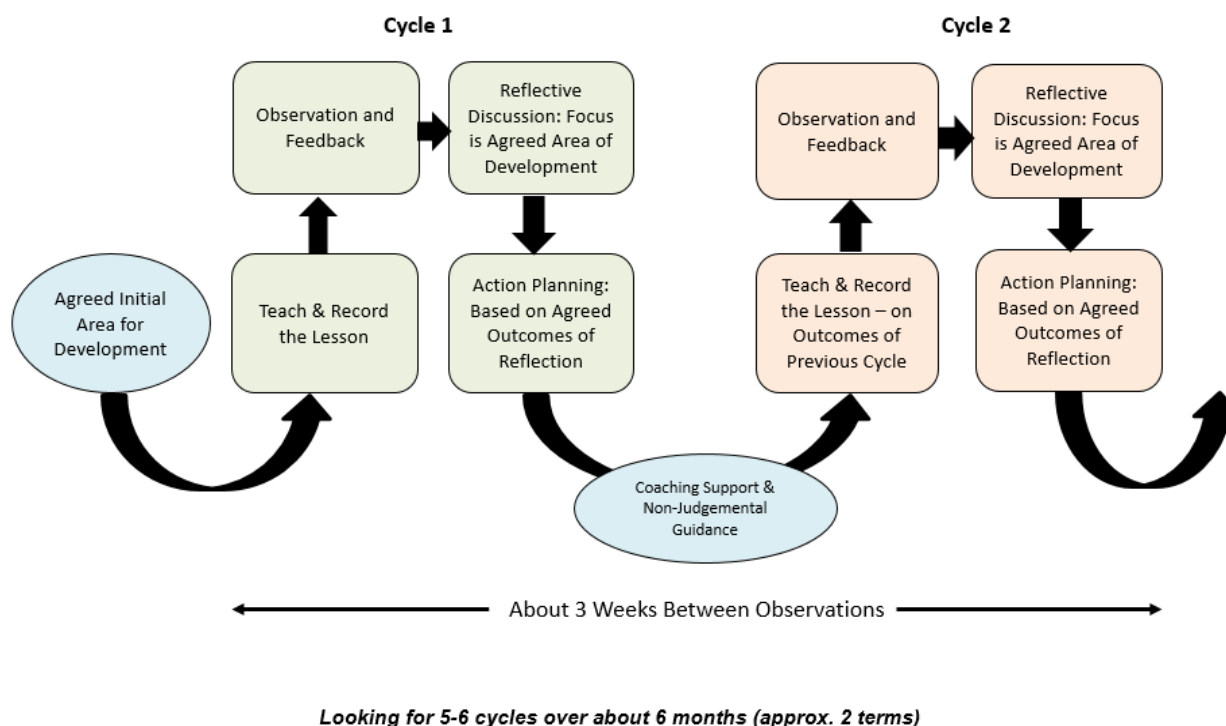 Cycle 1
Cycle 2
Observation and
Feedback
Reflective
Discussion: Focus
is Agreed Area of
Development
Observation and
Feedback
Reflective
Discussion: Focus
is Agreed Area of
Development
Agreed Initial
Area for
Development
Teach & Record
the Lesson
Action Planning:
Based on Agreed
Outcomes of
Reflection
Teach & Record
the Lesson – on
Outcomes of
Previous Cycle
Action Planning:
Based on Agreed
Outcomes of
Reflection
Coaching Support &
Non-Judgemental
Guidance
About 3 Weeks Between Observations
Looking for 5-6 cycles over about 6 months (approx. 2 terms)